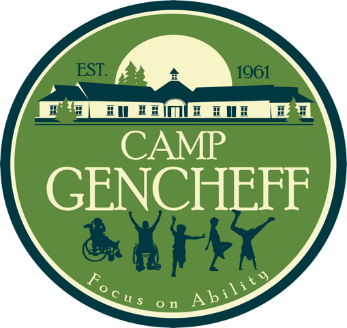 EST. 1961
CAMP
GENCHEFF
Focus on Ability